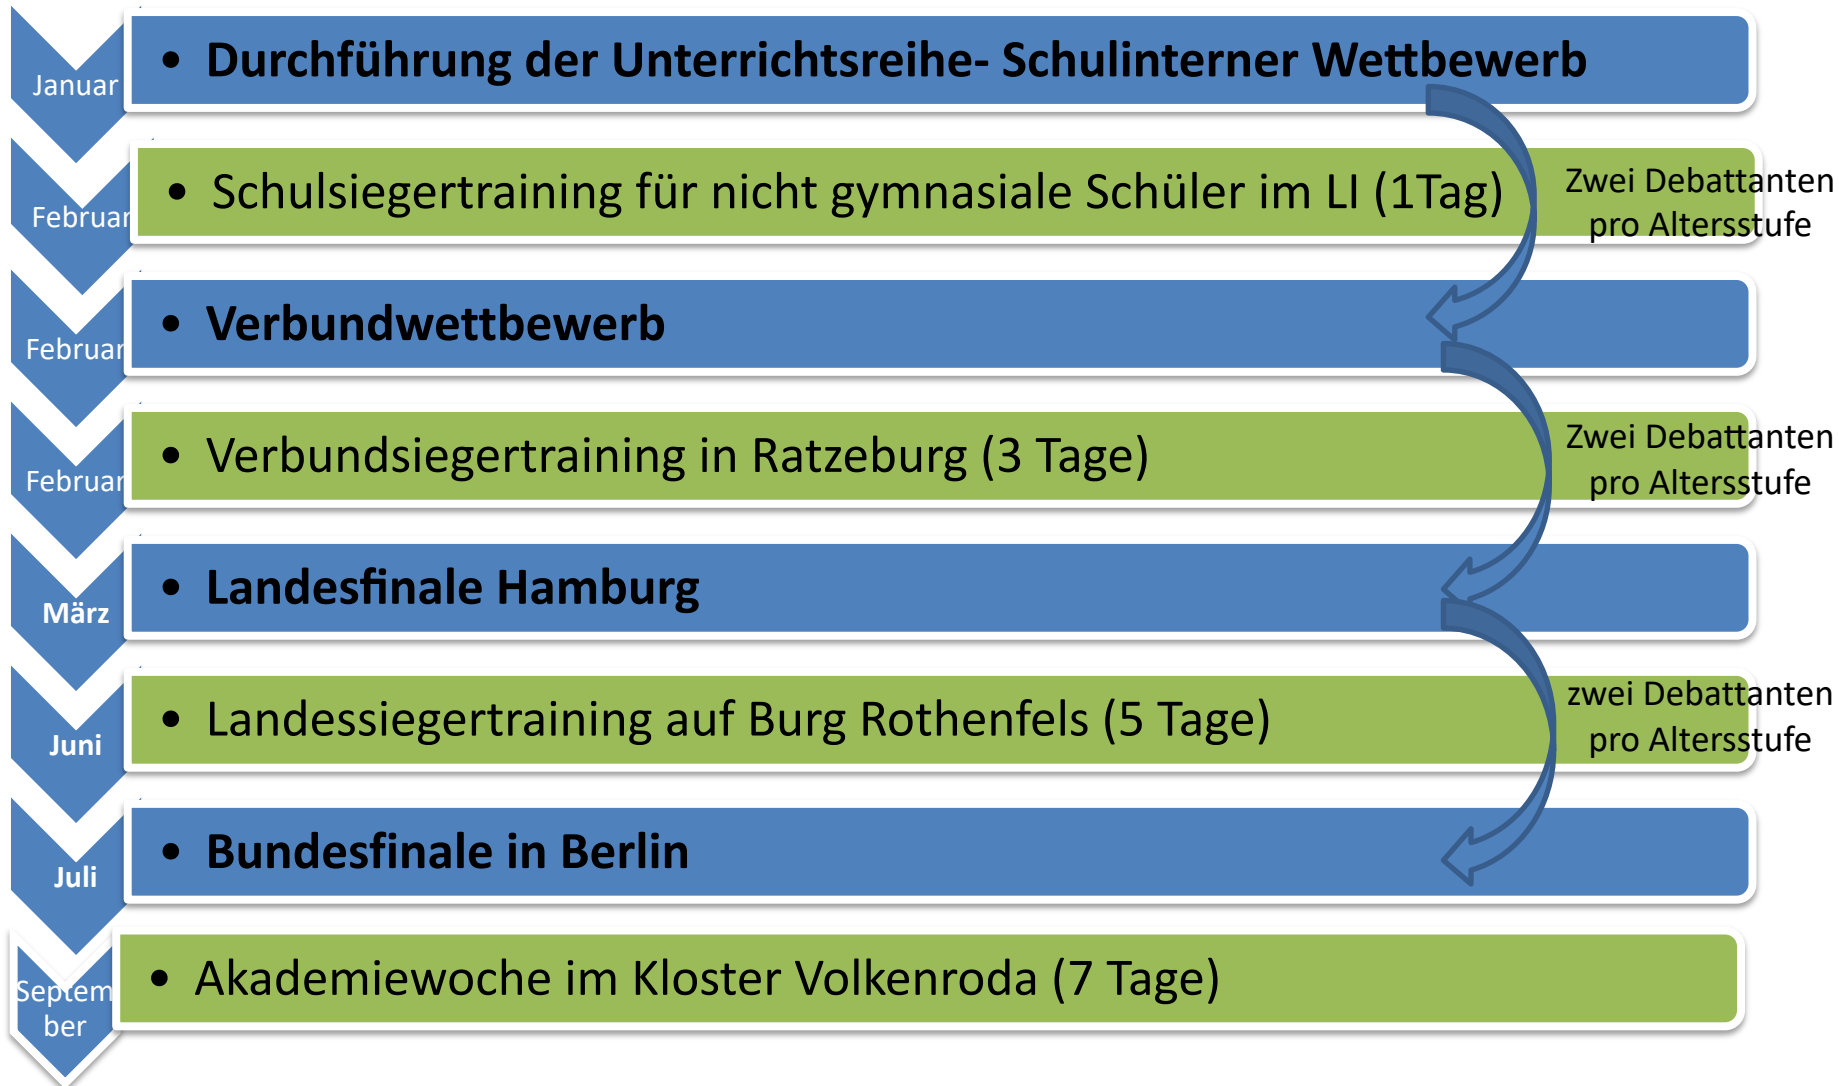 Januar
• Durchführung der Unterrichtsreihe- Schulinterner Wettbewerb
Februar
• Schulsiegertraining für nicht gymnasiale Schüler im LI (1Tag)
Zwei Debattanten
pro Altersstufe
Februar
• Verbundwettbewerb
Februar
• Verbundsiegertraining in Ratzeburg (3 Tage)
Zwei Debattanten
pro Altersstufe
März
• Landesfinale Hamburg
Juni
• Landessiegertraining auf Burg Rothenfels (5 Tage)
zwei Debattanten
pro Altersstufe
Juli
• Bundesfinale in Berlin
Septem
ber
• Akademiewoche im Kloster Volkenroda (7 Tage)